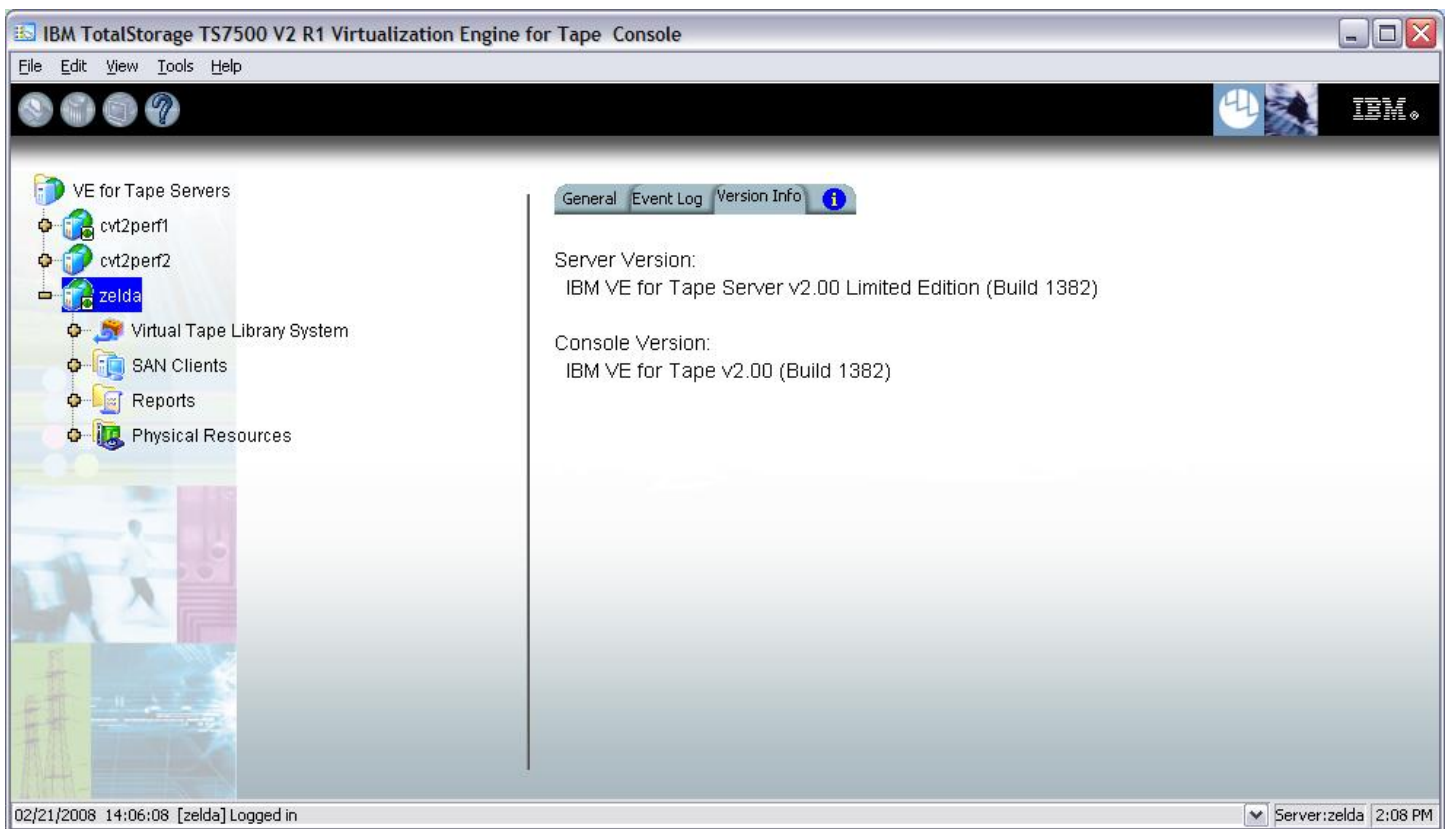 IBM TotalStorage TS7500 V2 R1 Virtualization Engine for Tape Console
File Edit View Tools Help
IBM
VE for Tape Servers
cvt2perf1
cvt2perf2
zelda
Virtual Tape Library System
SAN Clients
Reports
Physical Resources
General Event Log Version Info
Server Version:
IBM VE for Tape Server v2.00 Limited Edition (Build 1382)
Console Version:
IBM VE for Tape v2.00 (Build 1382)
02/21/2008 14:06:08 [zelda] Logged in
Server:zelda 2:08 PM